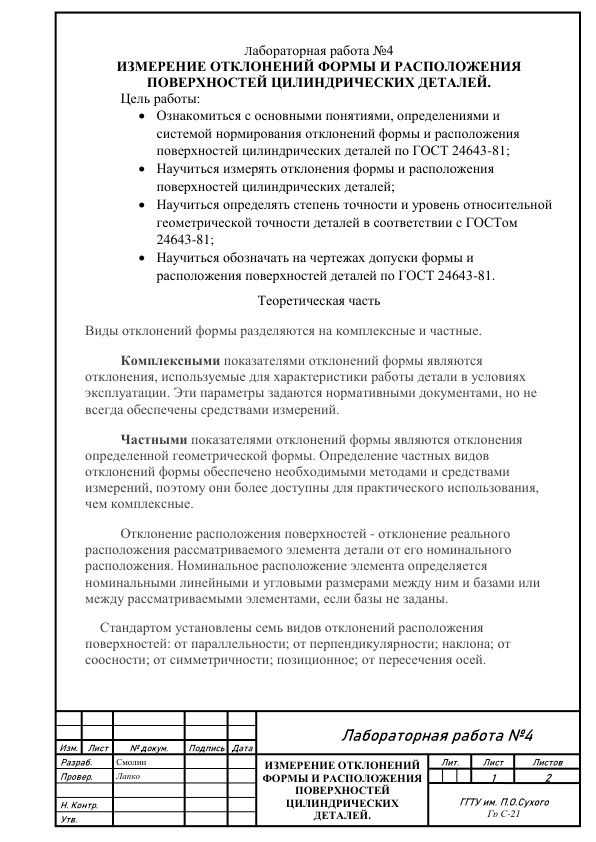 Лабораторная работа №4
ИЗМЕРЕНИЕ ОТКЛОНЕНИЙ ФОРМЫ И РАСПОЛОЖЕНИЯ
ПОВЕРХНОСТЕЙ ЦИЛИНДРИЧЕСКИХ ДЕТАЛЕЙ.
Цель работы:
• Ознакомиться с основными понятиями, определениями и
системой нормирования отклонений формы и расположения
поверхностей цилиндрических деталей по ГОСТ 24643-81;
• Научиться измерять отклонения формы и расположения
поверхностей цилиндрических деталей;
• Научиться определять степень точности и уровень относительной
геометрической точности деталей в соответствии с ГОСТом
24643-81;
• Научиться обозначать на чертежах допуски формы и
расположения поверхностей деталей по ГОСТ 24643-81.
Теоретическая часть
Виды отклонений формы разделяются на комплексные и частные.
Комплексными показателями отклонений формы являются
отклонения, используемые для характеристики работы детали в условиях
эксплуатации. Эти параметры задаются нормативными документами, но не
всегда обеспечены средствами измерений.
Частными показателями отклонений формы являются отклонения
определенной геометрической формы. Определение частных видов
отклонений формы обеспечено необходимыми методами и средствами
измерений, поэтому они более доступны для практического использования,
чем комплексные.
Отклонение расположения поверхностей - отклонение реального
расположения рассматриваемого элемента детали от его номинального
расположения. Номинальное расположение элемента определяется
номинальными линейными и угловыми размерами между ним и базами или
между рассматриваемыми элементами, если базы не заданы.
Стандартом установлены семь видов отклонений расположения
поверхностей: от параллельности; от перпендикулярности; наклона; от
соосности; от симметричности; позиционное; от пересечения осей.
Лабораторная работа №4
Изм. Лист № докум. Подпись Дата
Разраб. Смолин
Провер. Лапко
Н. Контр.
Утв.
ИЗМЕРЕНИЕ ОТКЛОНЕНИЙ
ФОРМЫ И РАСПОЛОЖЕНИЯ
ПОВЕРХНОСТЕЙ
ЦИЛИНДРИЧЕСКИХ
ДЕТАЛЕЙ.
Лит. Лист Листов
1 2
ГГТУ им. П.О.Сухого
Гр С-21